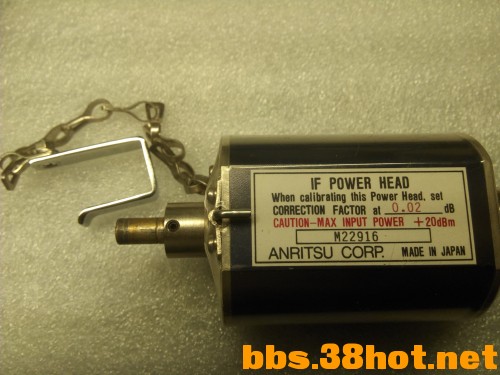 IF POWER HEAD
When calibrating this Power Head, set
CORRECTION FACTOR at 0.02 dB
CAUTION-MAX INPUT POWER +20dBm
M22916
ANRITSU CORP. MADE IN JAPAN
bbs.38hot.net